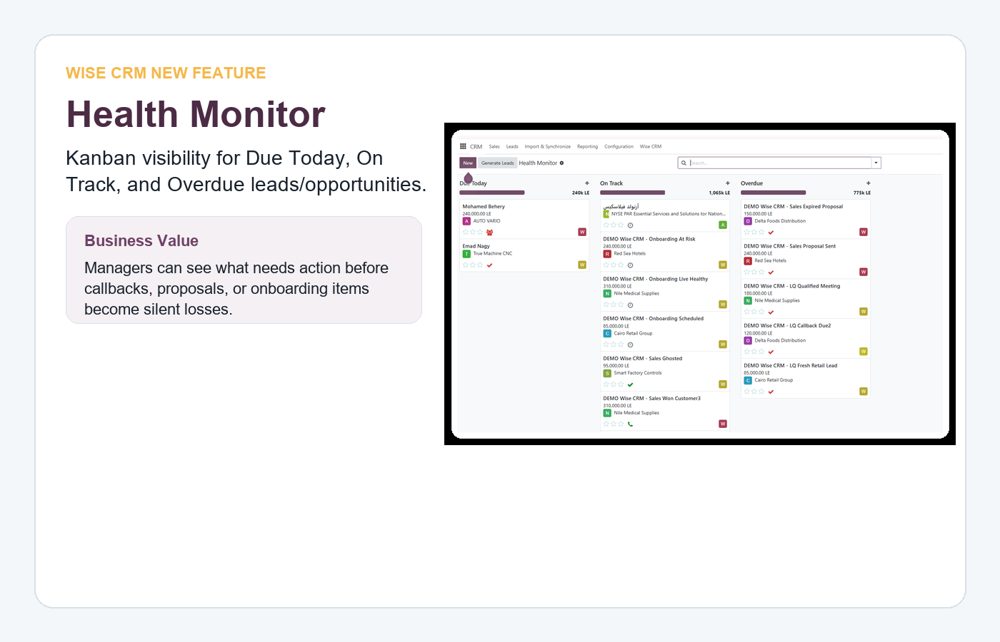 WISE CRM NEW FEATURE
Health Monitor
Kanban visibility for Due Today, On
Track, and Overdue leads/opportunities.
Business Value
Managers can see what needs action before
callbacks, proposals, or onboarding items
become silent losses.
CRM Sales Leads Import & Synchronize Reporting Configuration Wise CRM
New Generate Leads Health Monitor
Search...
Due Today
240k LE
Mohamed Behery
240,000.00 LE
A AUTO VARIO
W
Emad Nagy
T True Machine CNC
W
On Track
1,065k LE
أرنولد فيلاسكيس
N NYSE PAR Essential Services and Solutions for Nation...
A
DEMO Wise CRM - Onboarding At Risk
240,000.00 LE
R Red Sea Hotels
W
DEMO Wise CRM - Onboarding Live Healthy
310,000.00 LE
N Nile Medical Supplies
W
DEMO Wise CRM - Onboarding Scheduled
85,000.00 LE
C Cairo Retail Group
W
DEMO Wise CRM - Sales Ghosted
95,000.00 LE
S Smart Factory Controls
W
DEMO Wise CRM - Sales Won Customer3
310,000.00 LE
N Nile Medical Supplies
W
Overdue
775k LE
DEMO Wise CRM - Sales Expired Proposal
150,000.00 LE
D Delta Foods Distribution
W
DEMO Wise CRM - Sales Proposal Sent
240,000.00 LE
R Red Sea Hotels
W
DEMO Wise CRM - LQ Qualified Meeting
180,000.00 LE
N Nile Medical Supplies
W
DEMO Wise CRM - LQ Callback Due2
120,000.00 LE
D Delta Foods Distribution
W
DEMO Wise CRM - LQ Fresh Retail Lead
85,000.00 LE
C Cairo Retail Group
W